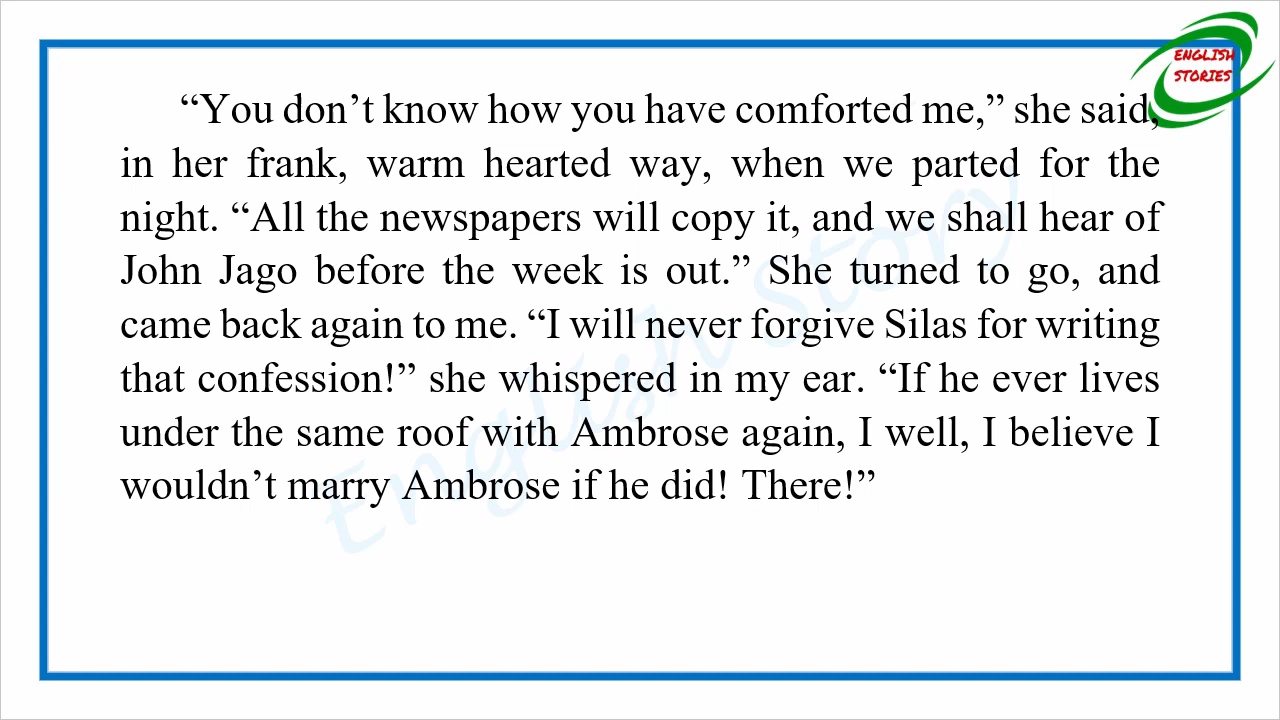 ENGLISH
STORIES
“You don’t know how you have comforted me,” she said,
in her frank, warm hearted way, when we parted for the
night. “All the newspapers will copy it, and we shall hear of
John Jago before the week is out.” She turned to go, and
came back again to me. “I will never forgive Silas for writing
that confession!” she whispered in my ear. “If he ever lives
under the same roof with Ambrose again, I well, I believe I
wouldn’t marry Ambrose if he did! There!”
English Story